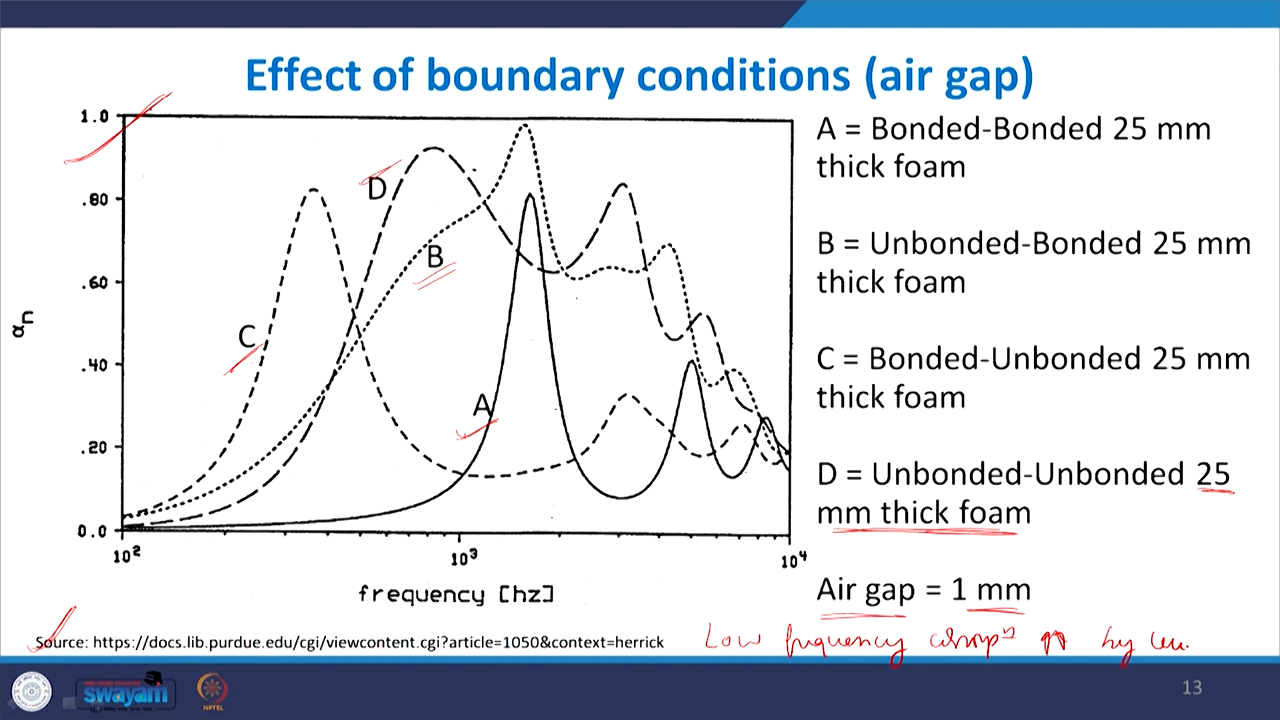 Effect of boundary conditions (air gap)
1.0
.80
.60
.40
.20
0.0
αn
A
B
C
D
10²
10³
10⁴
frequency [hz]
A = Bonded-Bonded 25 mm
thick foam
B = Unbonded-Bonded 25 mm
thick foam
C = Bonded-Unbonded 25 mm
thick foam
D = Unbonded-Unbonded 25
mm thick foam
Air gap = 1 mm
Source: https://docs.lib.purdue.edu/cgi/viewcontent.cgi?article=1050&context=herrick
Low frequency
swayam
NPTEL
13